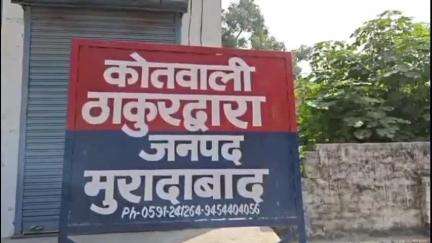 कोतवाली
ठाकुरद्वारा
जनपद
मुरादाबाद
Ph-0591-241264-9454404056